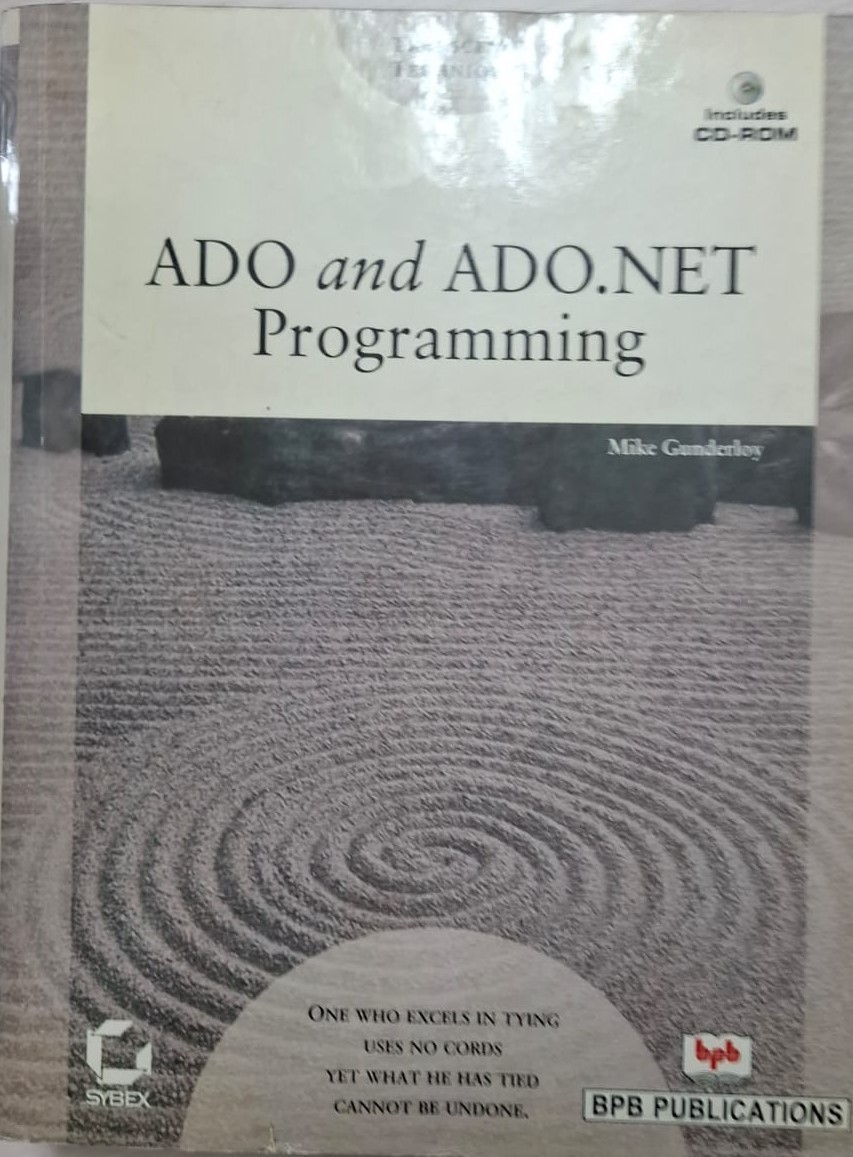 Includes
CD-ROM
ADO and ADO.NET
Programming
Mike Gunderloy
ONE WHO EXCELS IN TYING
USES NO CORDS
YET WHAT HE HAS TIED
CANNOT BE UNDONE.
SYBEX
bpb
BPB PUBLICATIONS